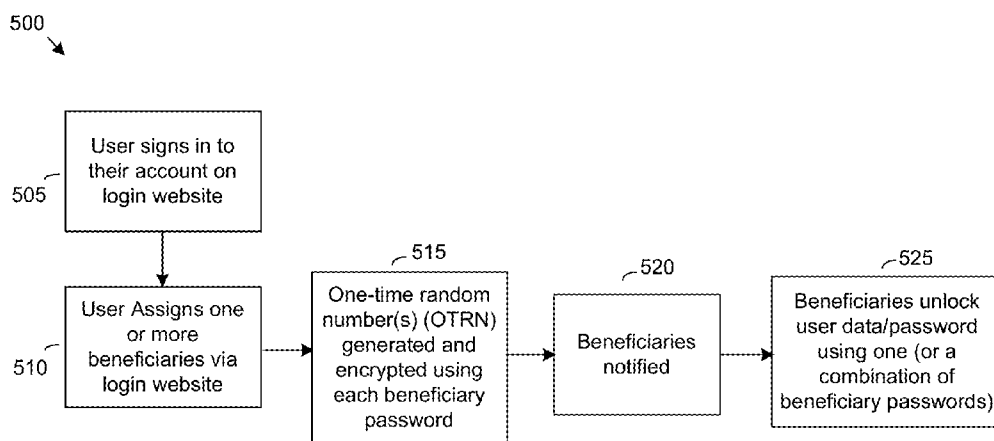 500
User signs in to
their account on
login website
505
User Assigns one
or more
beneficiaries via
login website
510
515
One-time random
number(s) (OTRN)
generated and
encrypted using
each beneficiary
password
520
Beneficiaries
notified
525
Beneficiaries unlock
user data/password
using one (or a
combination of
beneficiary passwords)